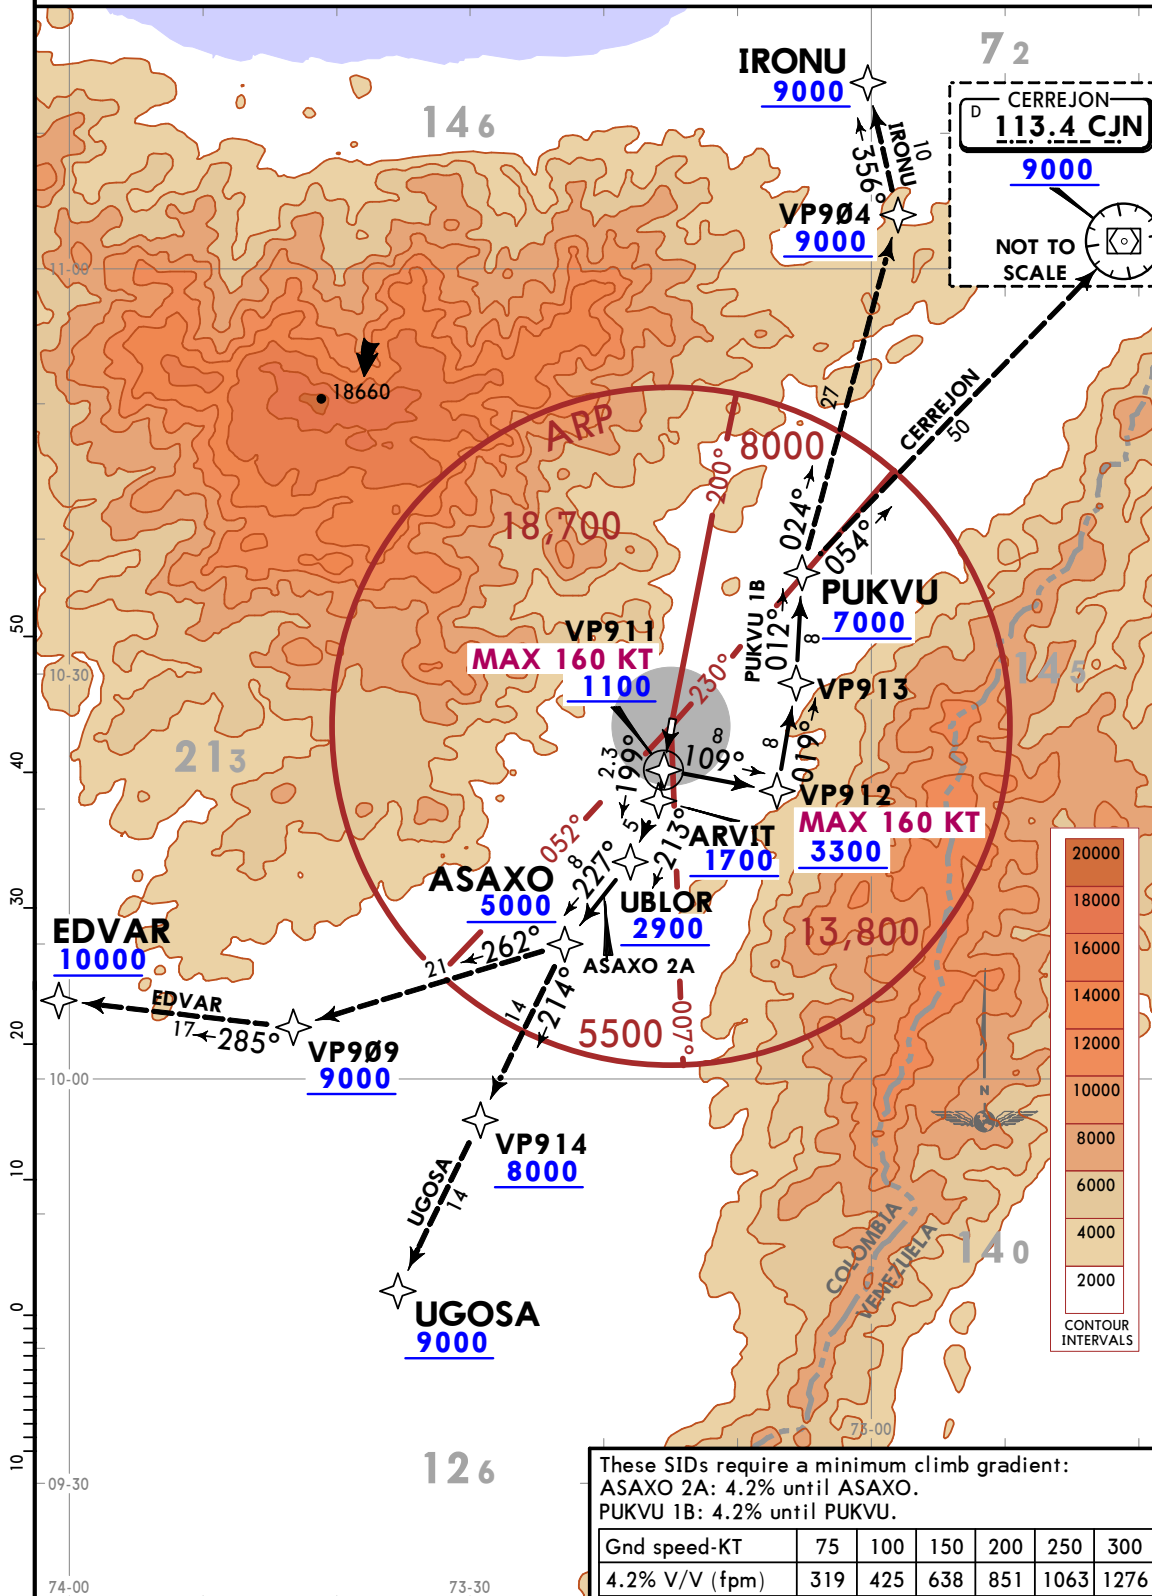 IRONU
9000
72
CERREJON
D 113.4 CJN
9000
NOT TO
SCALE
146
10
IRONU
356°
VP9Ø4
9000
11-00
18660
27
CERREJON
50
ARP
8000
200°
18,700
024°
054°
PUKVU
7000
PUKVU 1B
012°
8
VP911
MAX 160 KT
1100
230°
50
10-30
145
VP913
213
8
109°
8
019°
2.3
199°
40
VP912
MAX 160 KT
3300
ARVIT
1700
5
213°
052°
8
227°
ASAXO
5000
UBLOR
2900
ASAXO 2A
30
13,800
EDVAR
10000
262°
21
EDVAR
17
285°
VP9Ø9
9000
14
214°
5500
007°
20
10-00
N
VP914
8000
10
UGOSA
14
UGOSA
9000
0
COLOMBIA
VENEZUELA
140
20000
18000
16000
14000
12000
10000
8000
6000
4000
2000
CONTOUR
INTERVALS
73-00
10
126
09-30
74-00
73-30
These SIDs require a minimum climb gradient:
ASAXO 2A: 4.2% until ASAXO.
PUKVU 1B: 4.2% until PUKVU.
Gnd speed-KT 75 100 150 200 250 300
4.2% V/V (fpm) 319 425 638 851 1063 1276